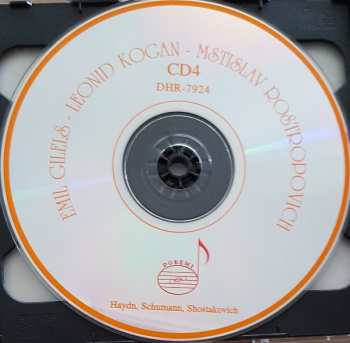 EMIL GILELS - LEONID KOGAN - MSTISLAV ROSTROPOVICH
CD4
DHR-7924
DOREMI
Haydn, Schumann, Shostakovich